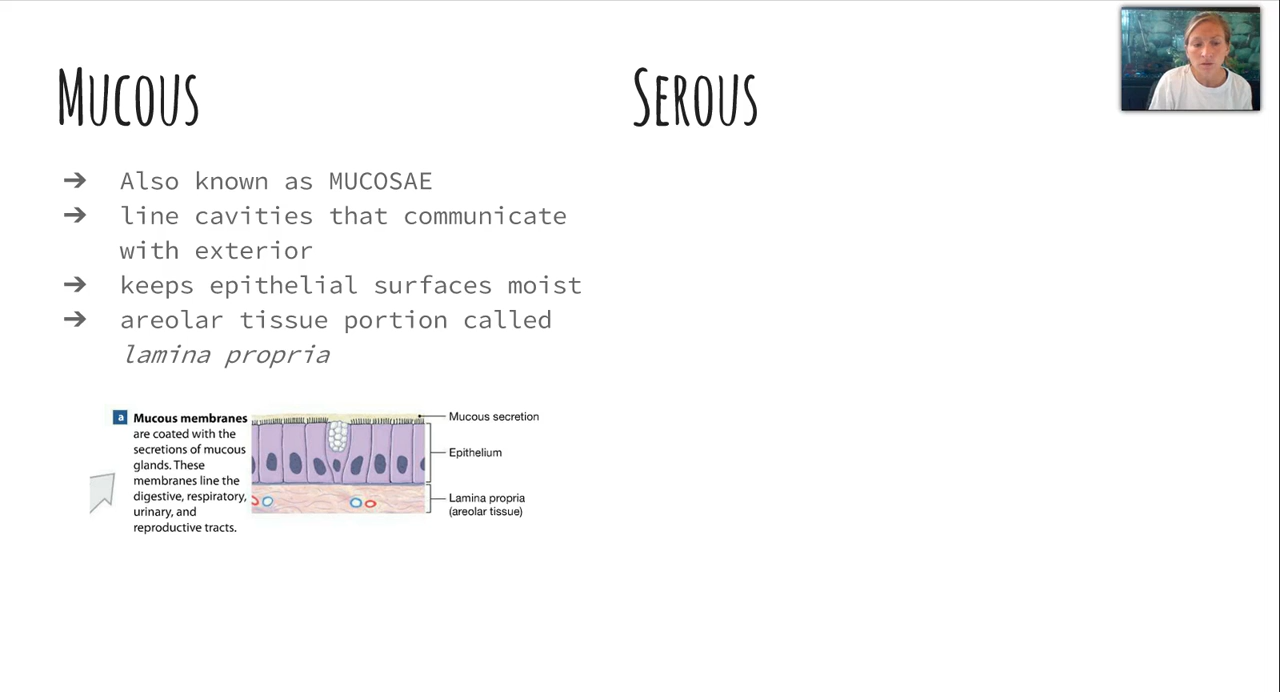 Mucous
Serous
➔ Also known as MUCOSAE
➔ line cavities that communicate
with exterior
➔ keeps epithelial surfaces moist
➔ areolar tissue portion called
lamina propria
a Mucous membranes
are coated with the
secretions of mucous
glands. These
membranes line the
digestive, respiratory,
urinary, and
reproductive tracts.
Mucous secretion
Epithelium
Lamina propria
(areolar tissue)